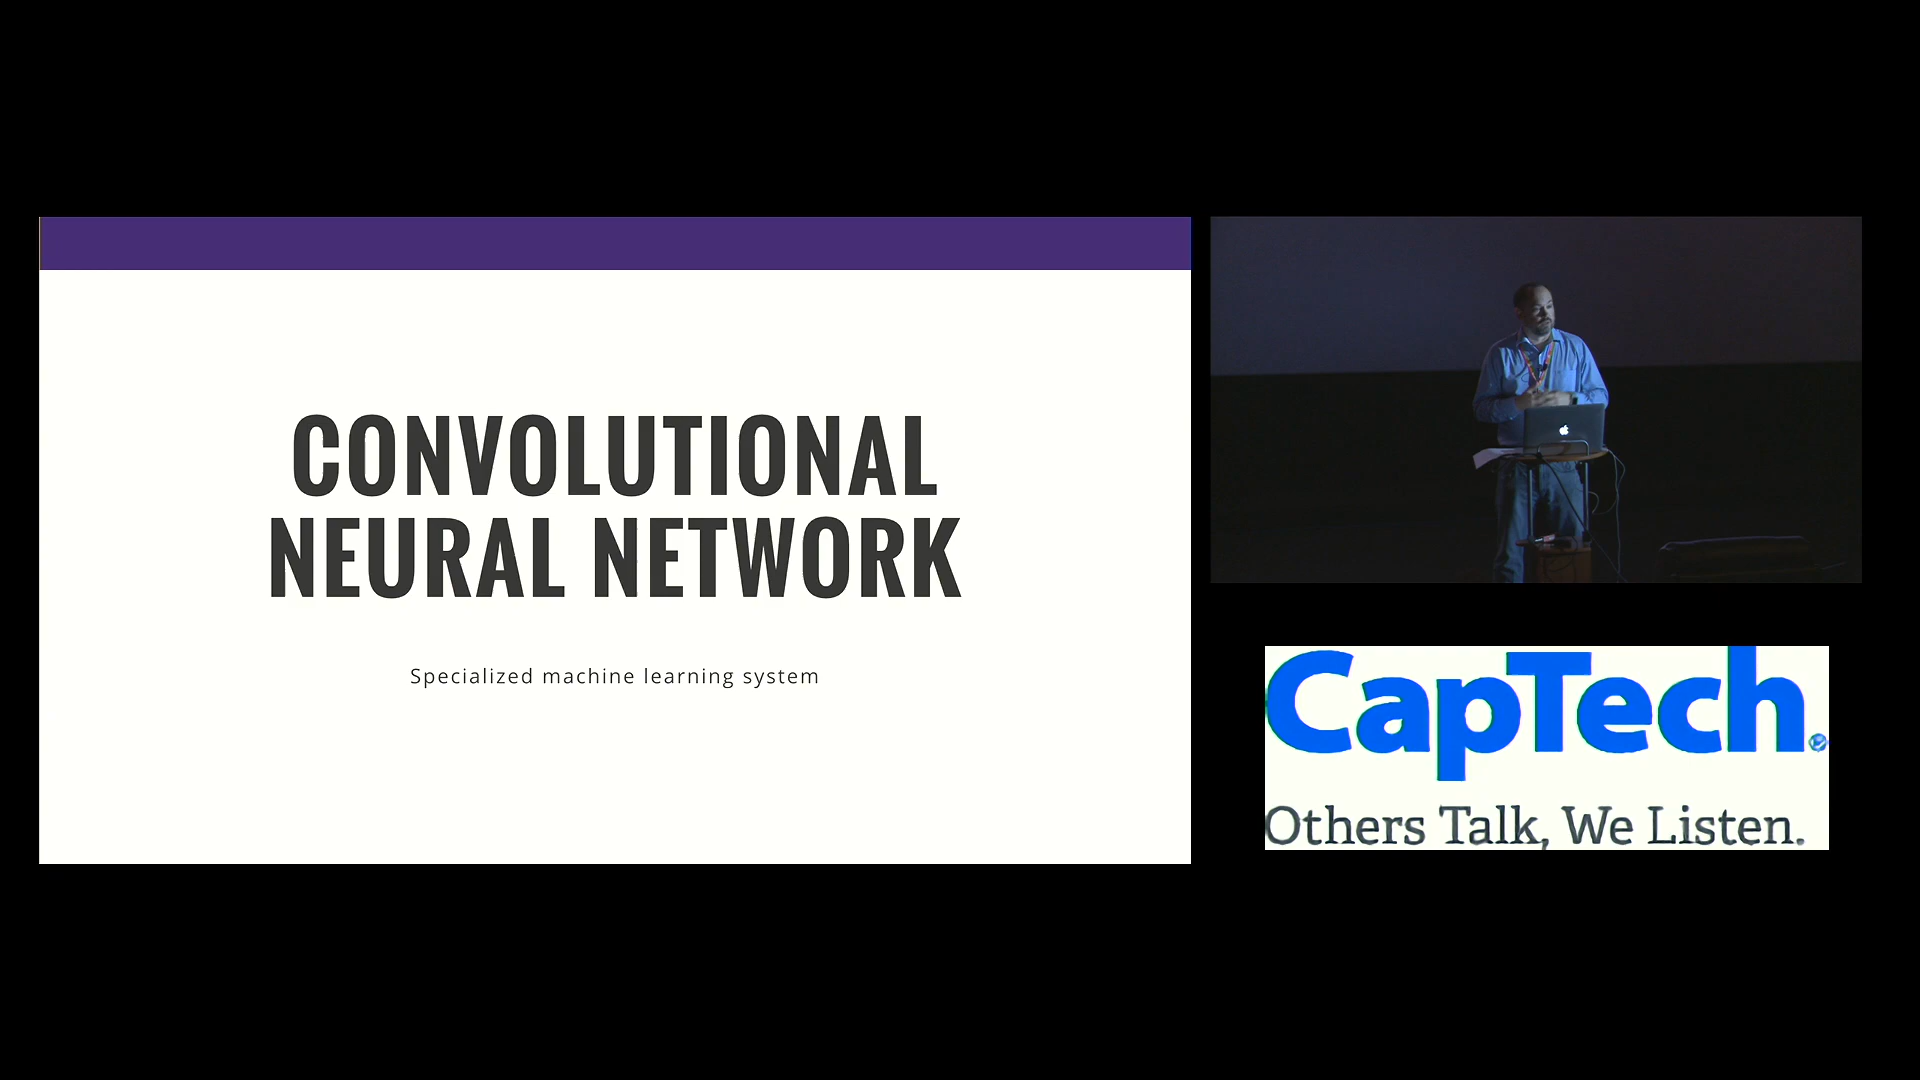 CONVOLUTIONAL
NEURAL NETWORK
Specialized machine learning system
CapTech
Others Talk, We Listen.